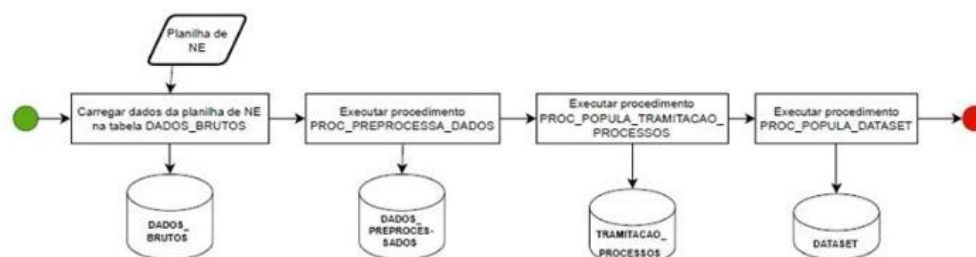 Planilha de
NE
Carregar dados da planilha de NE
na tabela DADOS_BRUTOS
Executar procedimento
PROC_PREPROCESSA_DADOS
Executar procedimento
PROC_POPULA_TRAMITACAO_
PROCESSOS
Executar procedimento
PROC_POPULA_DATASET
DADOS_
BRUTOS
DADOS_
PREPROCES-
SADOS
TRAMITACAO_
PROCESSOS
DATASET